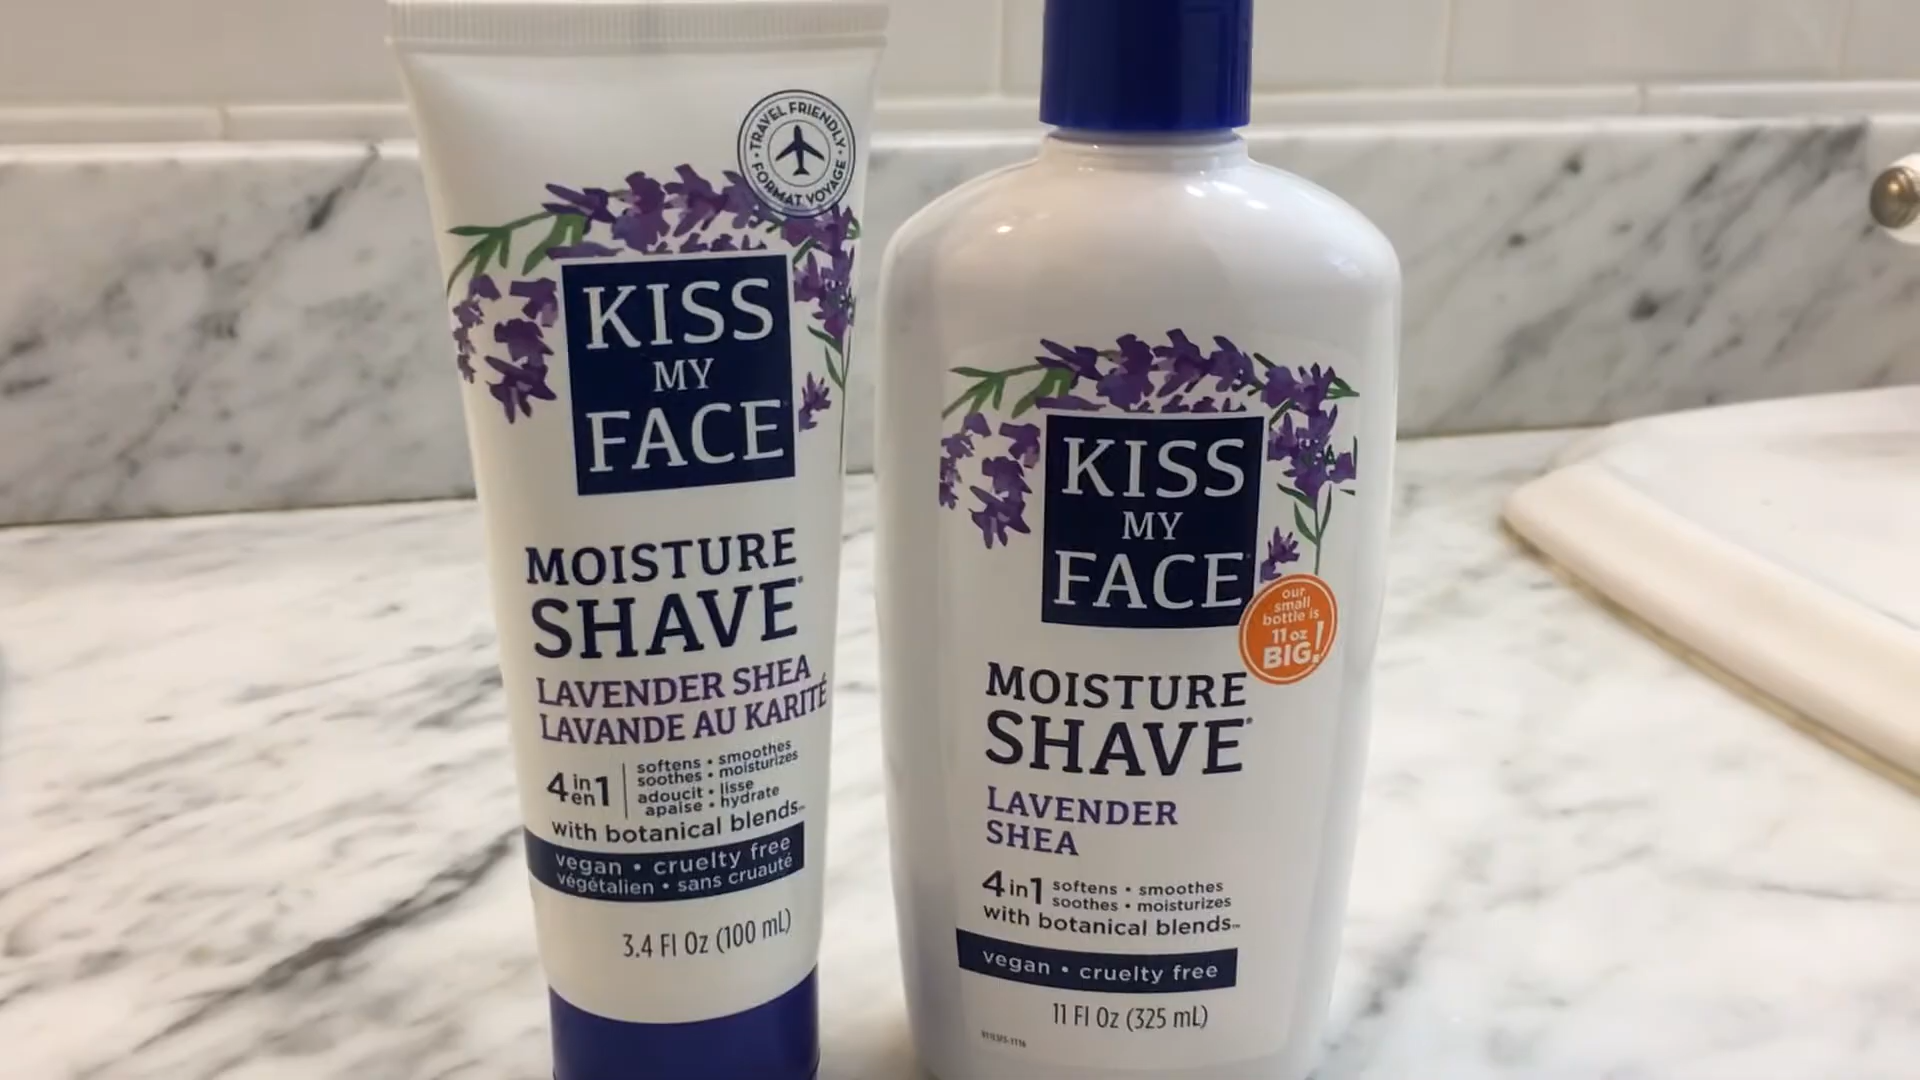 TRAVEL FRIENDLY
FORMAT VOYAGE
KISS
MY
FACE
MOISTURE
SHAVE
LAVENDER SHEA
LAVANDE AU KARITÉ
4 in en 1
softens • smoothes
soothes • moisturizes
adoucit • lisse
apaise • hydrate
with botanical blends™
vegan • cruelty free
végétalien • sans cruauté
3.4 Fl Oz (100 mL)
KISS
MY
FACE
our
small
bottle is
11 oz
BIG!
MOISTURE
SHAVE®
LAVENDER
SHEA
4 in 1
softens • smoothes
soothes • moisturizes
with botanical blends™
vegan • cruelty free
11 Fl Oz (325 mL)